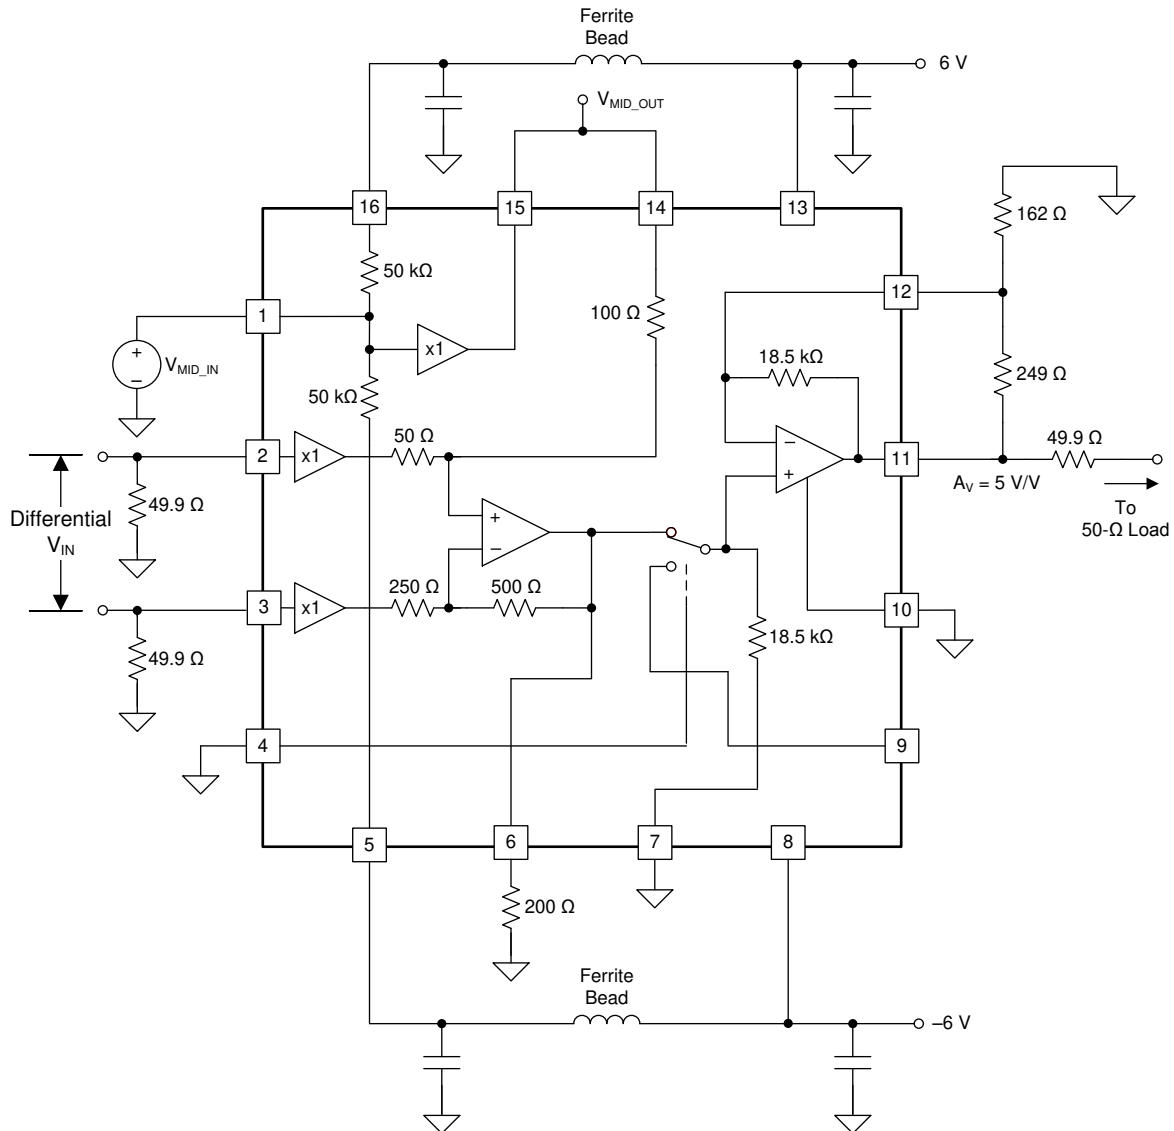 Ferrite
Bead
6 V
V_MID_OUT
16
15
14
13
162 Ω
50 kΩ
1
100 Ω
12
x1
18.5 kΩ
249 Ω
+
−
V_MID_IN
50 kΩ
2
x1
50 Ω
−
+
11
49.9 Ω
A_V = 5 V/V
To
50-Ω Load
49.9 Ω
Differential
V_IN
+
−
3
x1
250 Ω
500 Ω
10
18.5 kΩ
49.9 Ω
4
9
5
6
7
8
200 Ω
Ferrite
Bead
–6 V